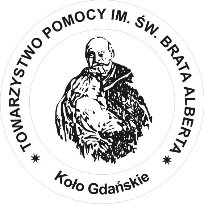 TOWARZYSTWO POMOCY IM. ŚW. BRATA ALBERTA
Koło Gdańskie